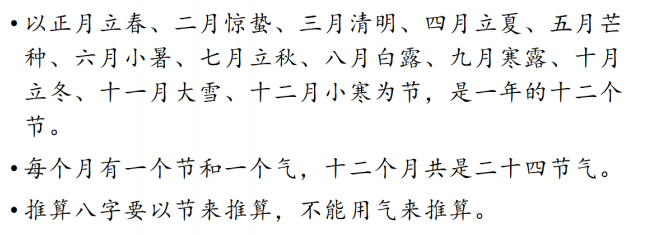 •以正月立春、二月惊蛰、三月清明、四月立夏、五月芒
种、六月小暑、七月立秋、八月白露、九月寒露、十月
立冬、十一月大雪、十二月小寒为节，是一年的十二个
节。
•每个月有一个节和一个气，十二个月共是二十四节气。
•推算八字要以节来推算，不能用气来推算。